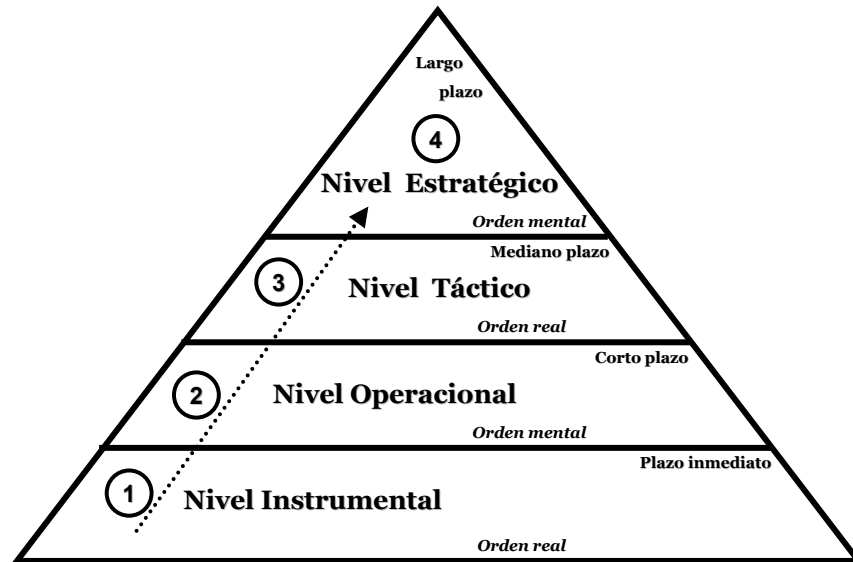 Largo
plazo
4
Nivel Estratégico
Orden mental
Mediano plazo
3
Nivel Táctico
Orden real
Corto plazo
2
Nivel Operacional
Orden mental
Plazo inmediato
1
Nivel Instrumental
Orden real